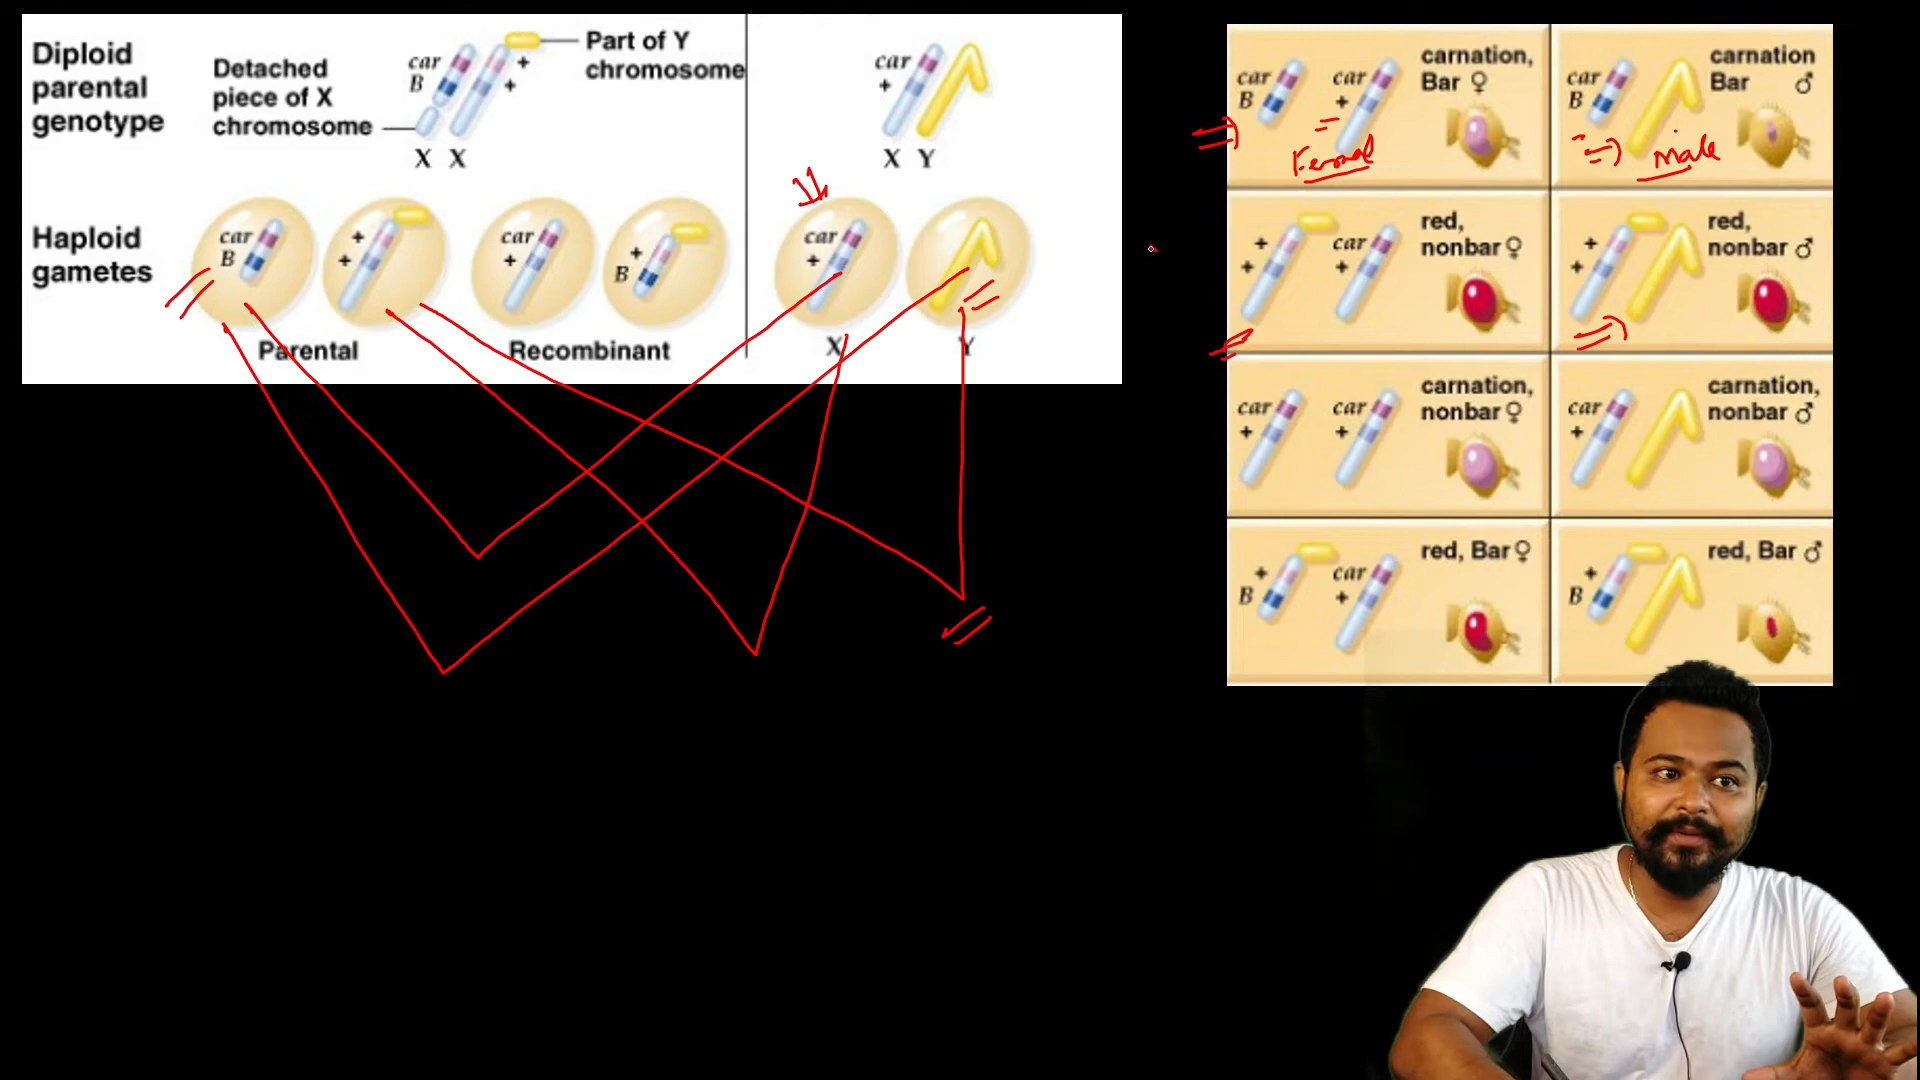 Diploid
parental
genotype
Detached
piece of X
chromosome
car
B
+
+
Part of Y
chromosome
X X
car
+
X Y
Haploid
gametes
car
B
+
+
car
+
+
B
car
+
Parental
Recombinant
X
Y
car
B
car
+
carnation,
Bar ♀
Femal
car
B
carnation
Bar ♂
male
+
+
car
+
red,
nonbar ♀
+
+
red,
nonbar ♂
car
+
car
+
carnation,
nonbar ♀
car
+
carnation,
nonbar ♂
+
B
car
+
red, Bar ♀
+
B
red, Bar ♂